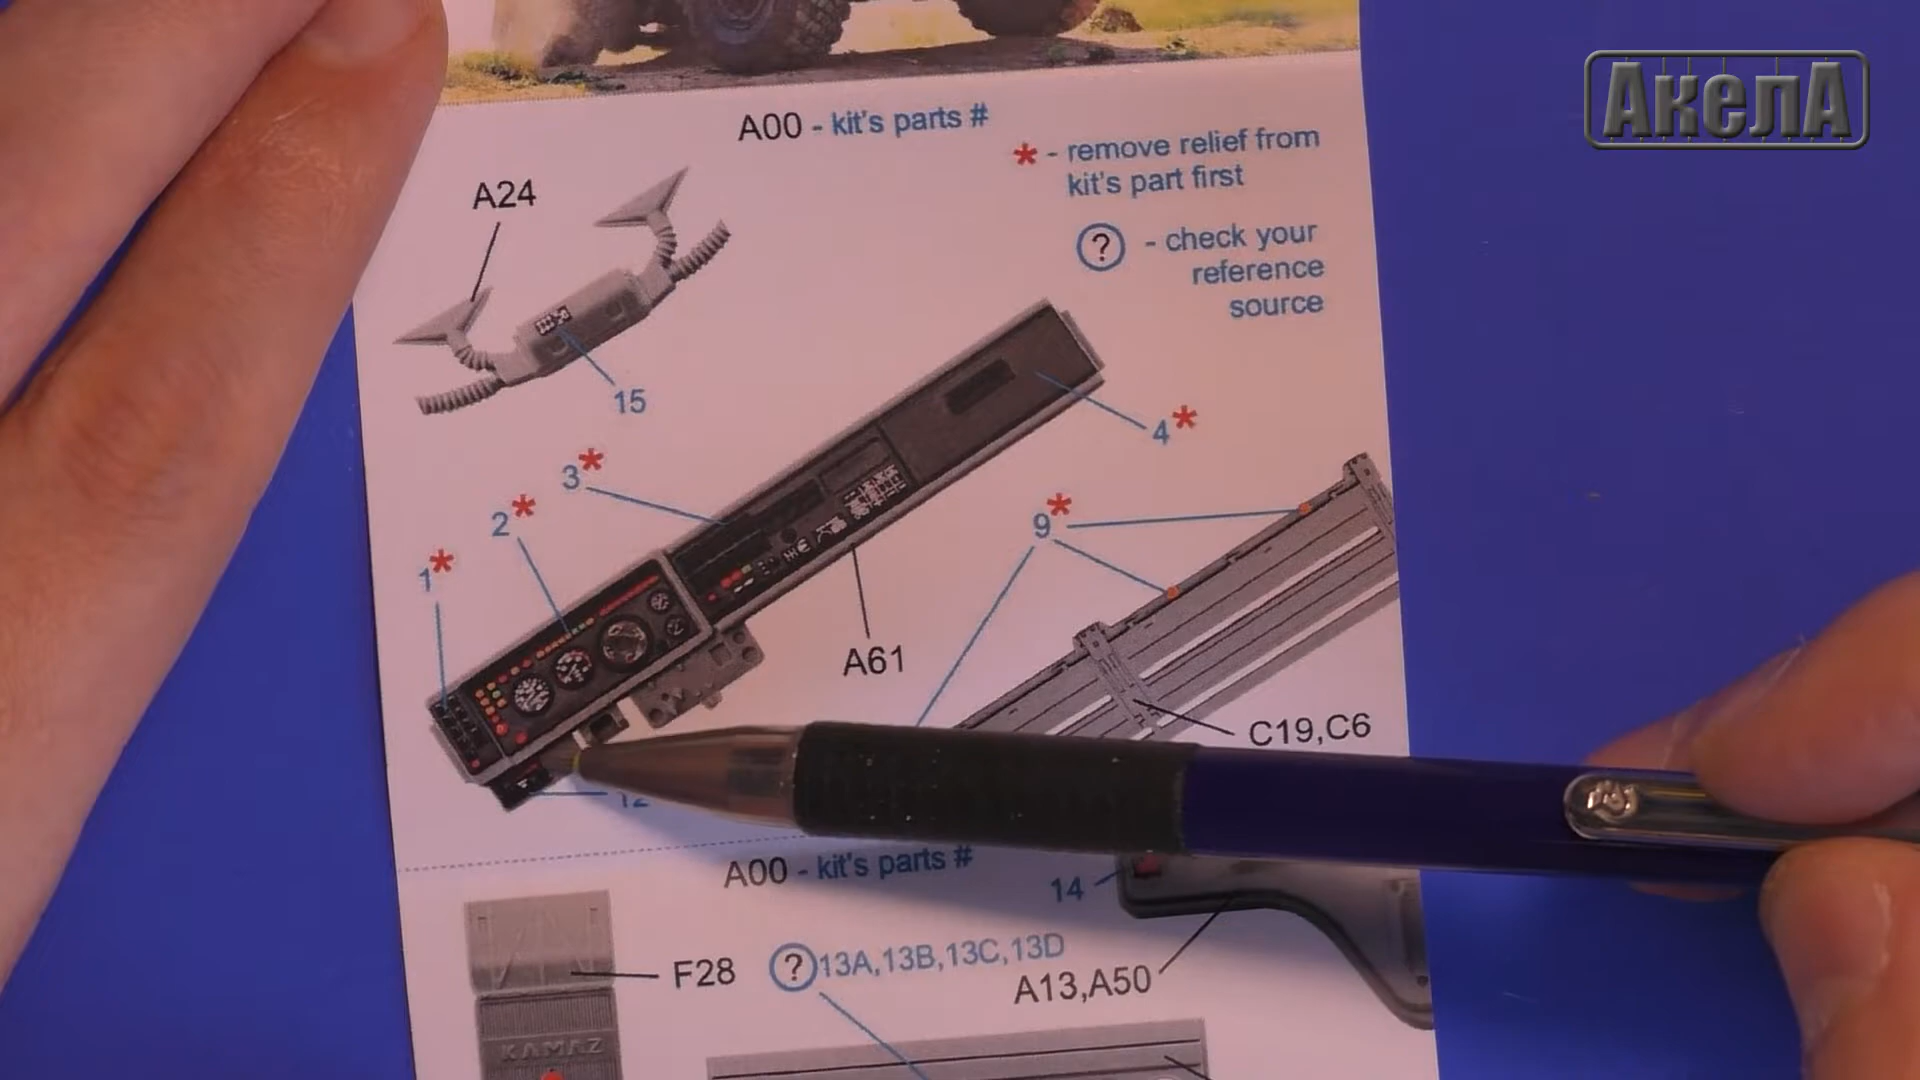 АкелА
A00 - kit's parts #
* - remove relief from
kit's part first
A24
? - check your
reference
source
15
4*
3*
2*
9*
1*
A61
C19,C6
12
A00 - kit's parts #
14
F28
? 13A,13B,13C,13D
A13,A50
KAMAZ